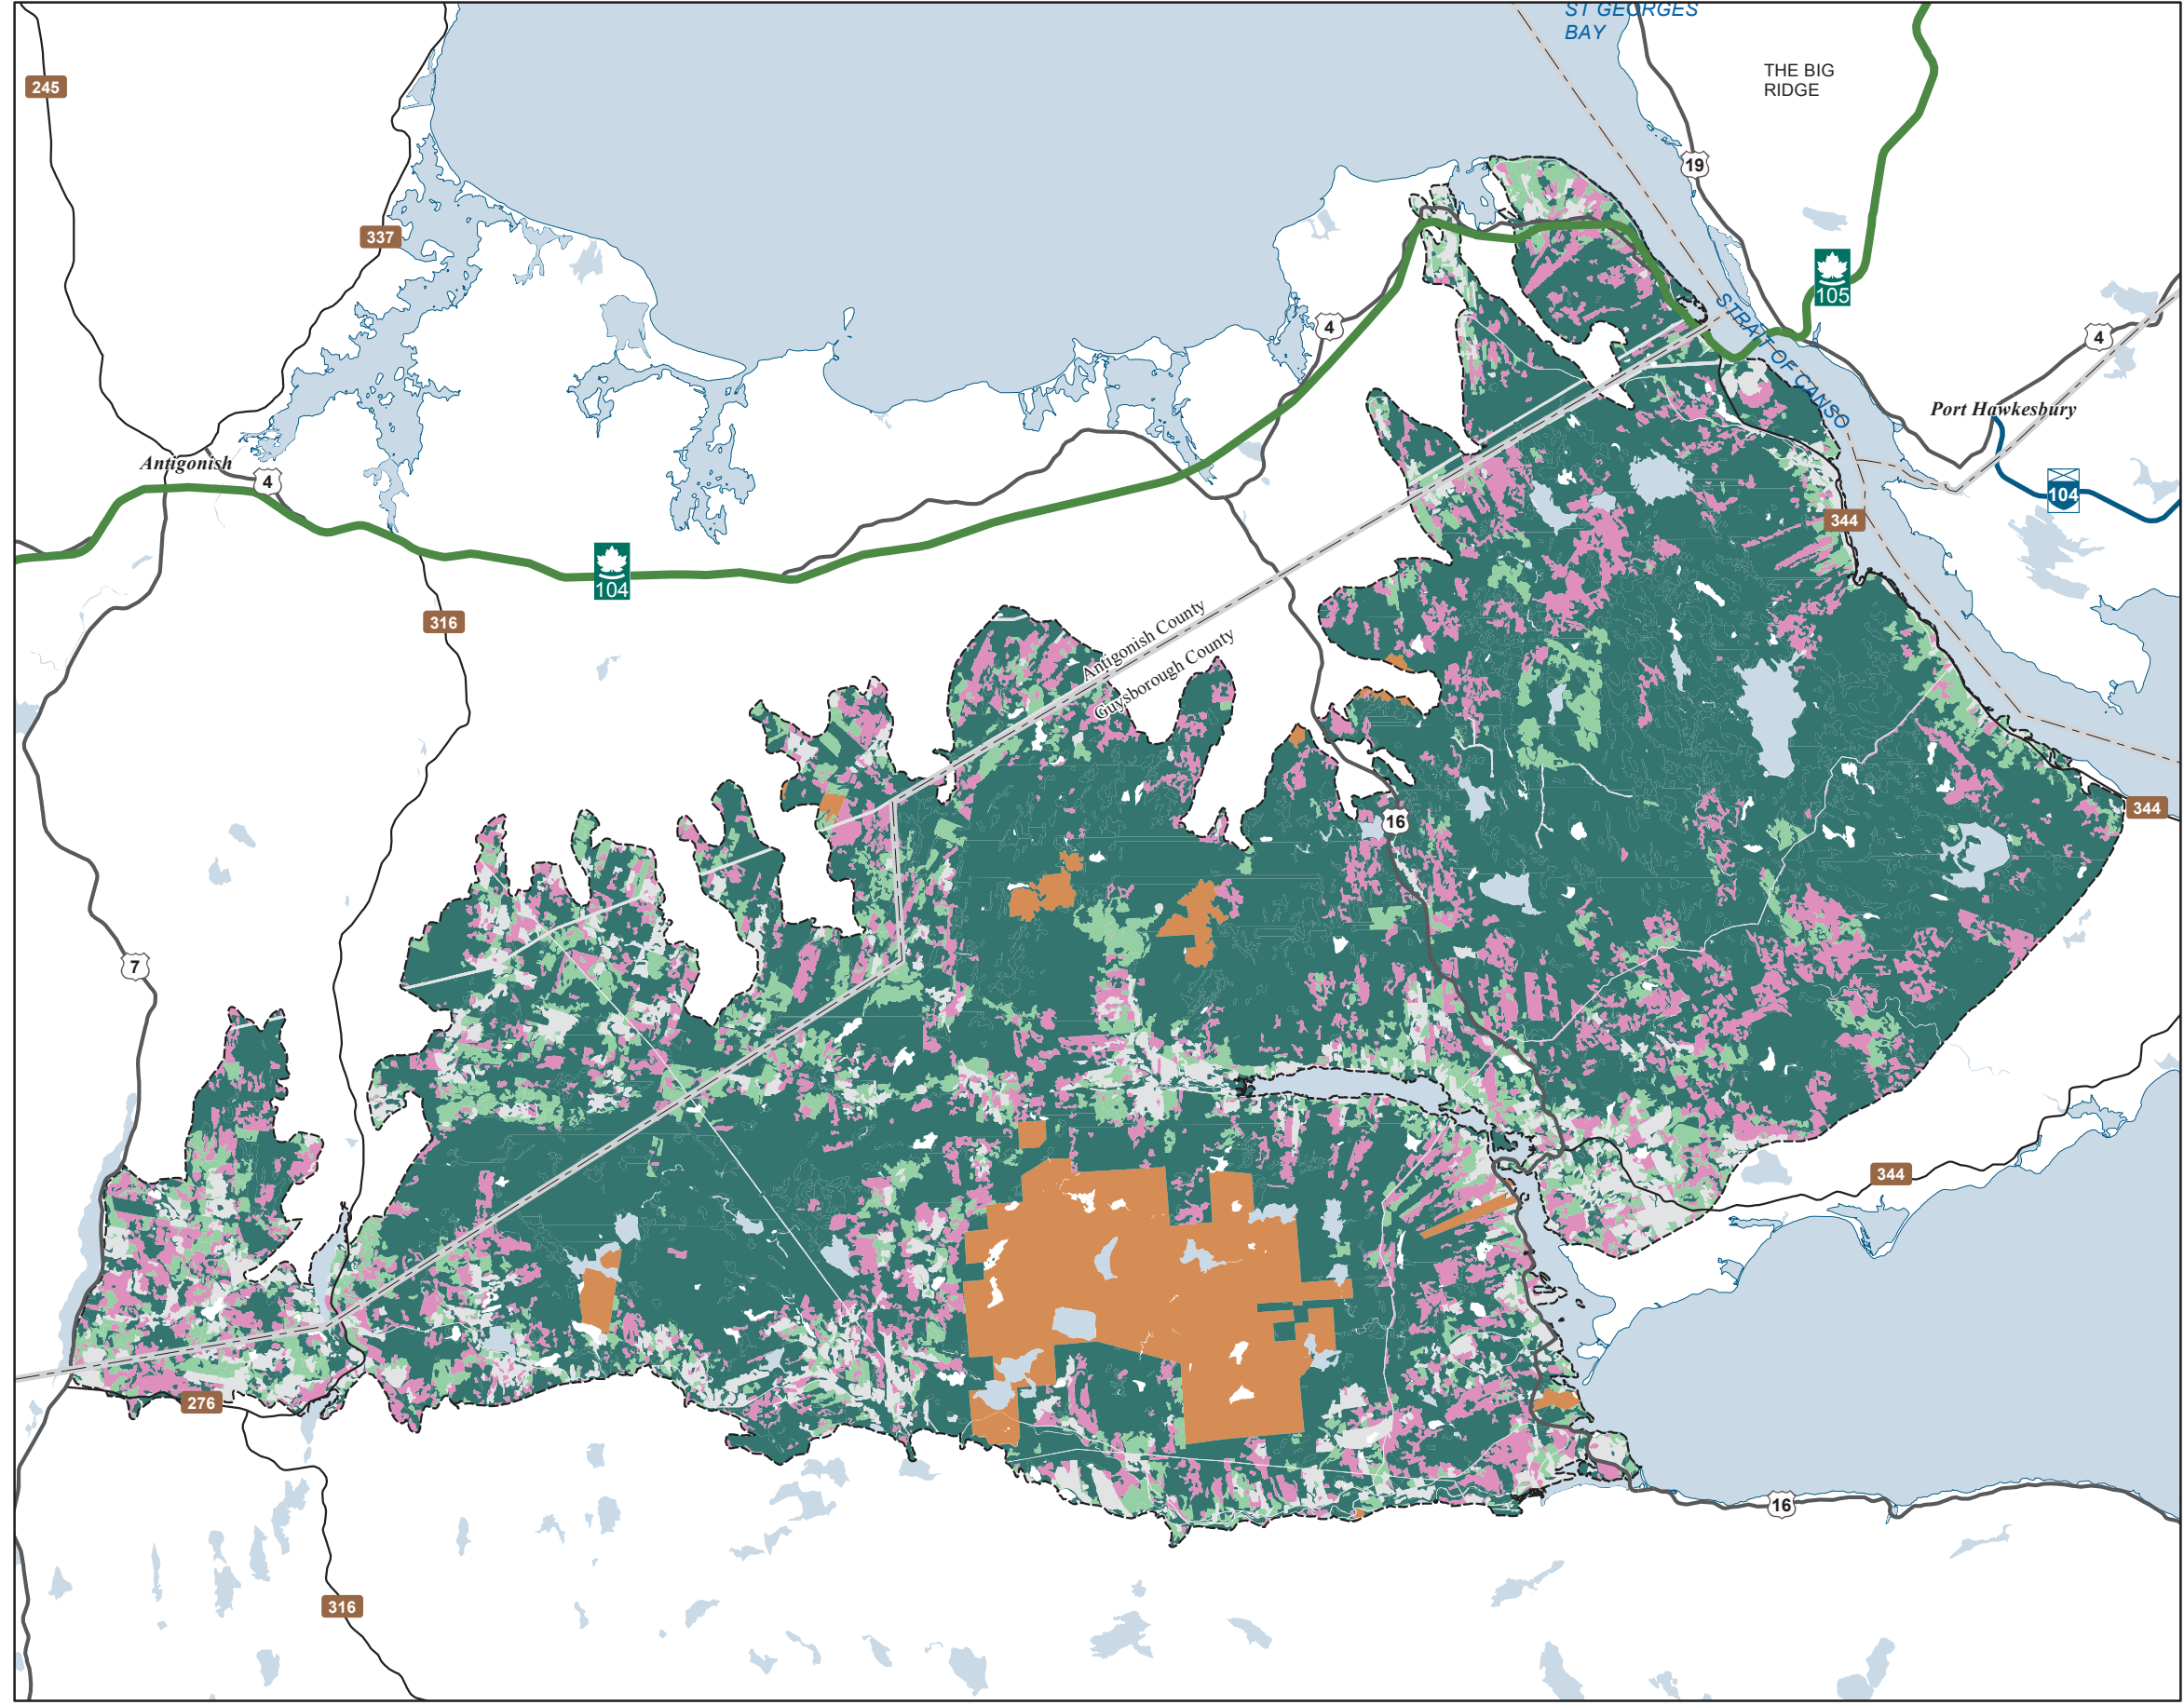 ST GEORGES
BAY
THE BIG
RIDGE
245
19
337
105
STRAIT OF CANSO
4
4
Port Hawkesbury
Antigonish
4
104
344
104
316
Antigonish County
Guysborough County
344
16
7
344
276
16
316